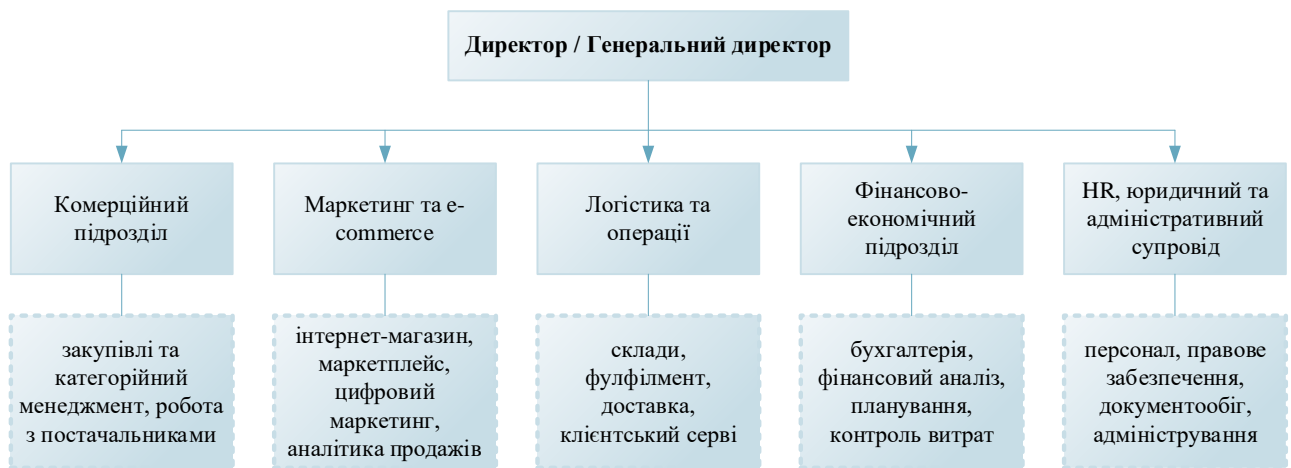 Директор / Генеральний директор
Комерційний
підрозділ
Маркетинг та e-
commerce
Логістика та
операції
Фінансово-
економічний
підрозділ
HR, юридичний та
адміністративний
супровід
закупівлі та
категорійний
менеджмент, робота
з постачальниками
інтернет-магазин,
маркетплейс,
цифровий
маркетинг,
аналітика продажів
склади,
фулфілмент,
доставка,
клієнтський серві
бухгалтерія,
фінансовий аналіз,
планування,
контроль витрат
персонал, правове
забезпечення,
документообіг,
адміністрування